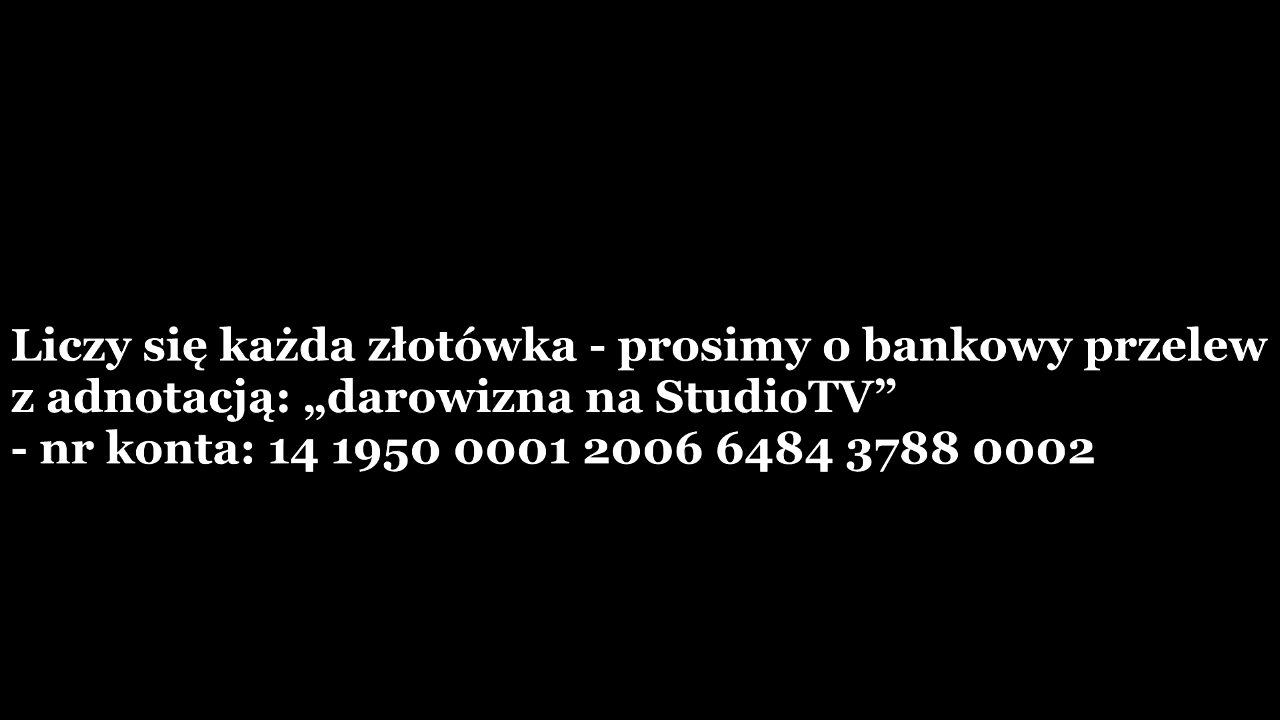 Liczy się każda złotówka - prosimy o bankowy przelew
z adnotacją: „darowizna na StudioTV”
- nr konta: 14 1950 0001 2006 6484 3788 0002